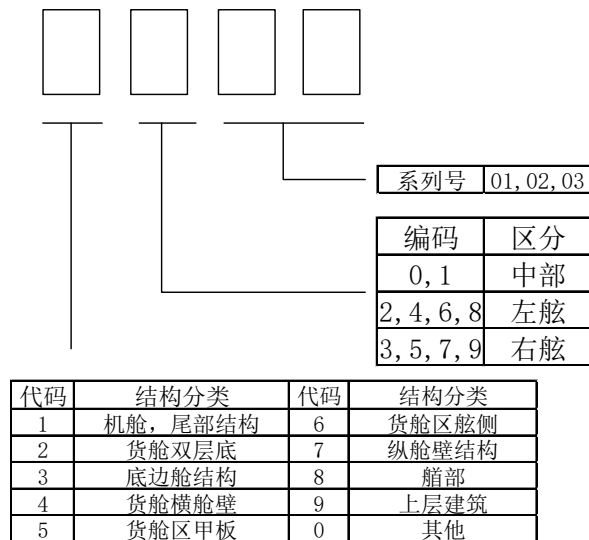 系列号 01,02,03
编码 区分
0,1 中部
2,4,6,8 左舷
3,5,7,9 右舷
代码 结构分类 代码 结构分类
1 机舱，尾部结构 6 货舱区舷侧
2 货舱双层底 7 纵舱壁结构
3 底边舱结构 8 艏部
4 货舱横舱壁 9 上层建筑
5 货舱区甲板 0 其他